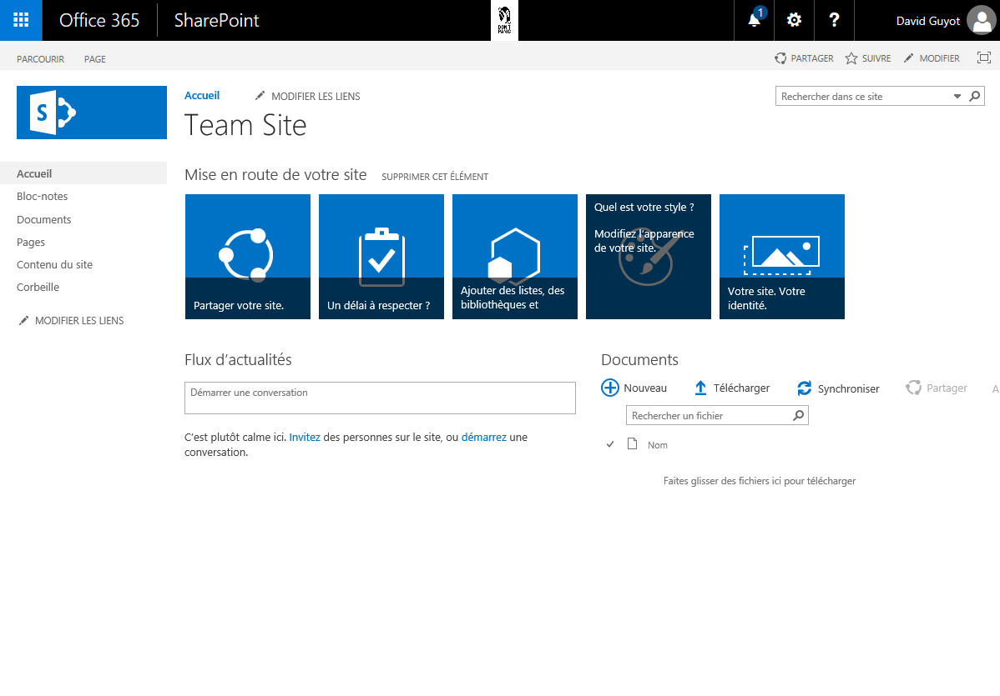 Office 365
SharePoint
DON'T
PANIC
1
?
David Guyot
PARCOURIR
PAGE
PARTAGER
SUIVRE
MODIFIER
S
Accueil
MODIFIER LES LIENS
Rechercher dans ce site
Team Site
Accueil
Bloc-notes
Documents
Pages
Contenu du site
Corbeille
MODIFIER LES LIENS
Mise en route de votre site
SUPPRIMER CET ÉLÉMENT
Partager votre site.
Un délai à respecter ?
Ajouter des listes, des
bibliothèques et
Quel est votre style ?
Modifiez l’apparence
de votre site.
Votre site. Votre
identité.
Flux d’actualités
Démarrer une conversation
C’est plutôt calme ici. Invitez des personnes sur le site, ou démarrez une
conversation.
Documents
Nouveau
Télécharger
Synchroniser
Partager
A
Rechercher un fichier
Nom
Faites glisser des fichiers ici pour télécharger